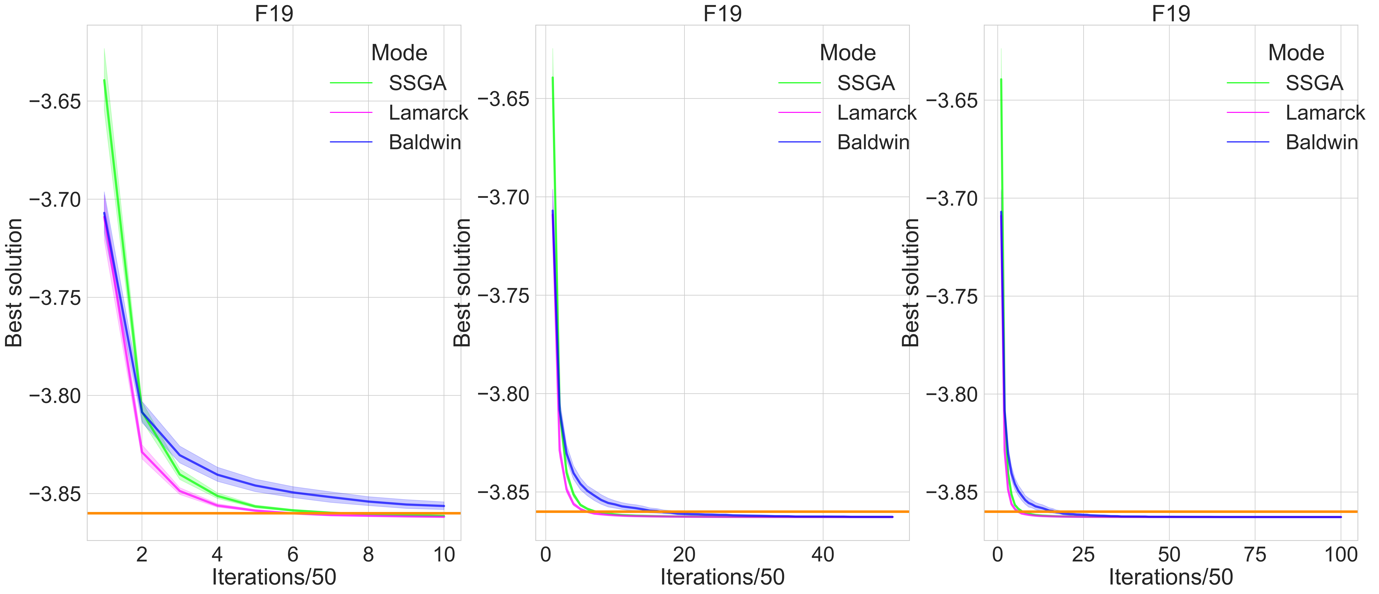 F19
Mode
SSGA
Lamarck
Baldwin
−3.65
−3.70
−3.75
−3.80
−3.85
Best solution
2
4
6
8
10
Iterations/50
F19
Mode
SSGA
Lamarck
Baldwin
−3.65
−3.70
−3.75
−3.80
−3.85
Best solution
0
20
40
Iterations/50
F19
Mode
SSGA
Lamarck
Baldwin
−3.65
−3.70
−3.75
−3.80
−3.85
Best solution
0
25
50
75
100
Iterations/50